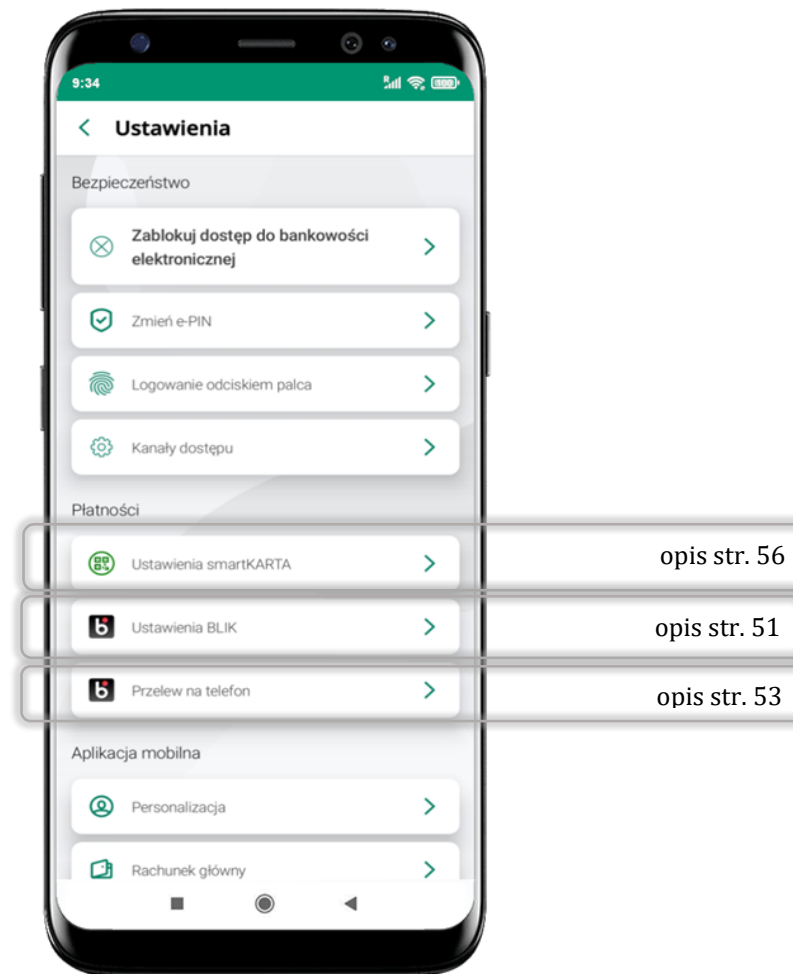 9:34
Ustawienia
Bezpieczeństwo
Zablokuj dostęp do bankowości
elektronicznej
Zmień e-PIN
Logowanie odciskiem palca
Kanały dostępu
Płatności
Ustawienia smartKARTA
opis str. 56
Ustawienia BLIK
opis str. 51
Przelew na telefon
opis str. 53
Aplikacja mobilna
Personalizacja
Rachunek główny